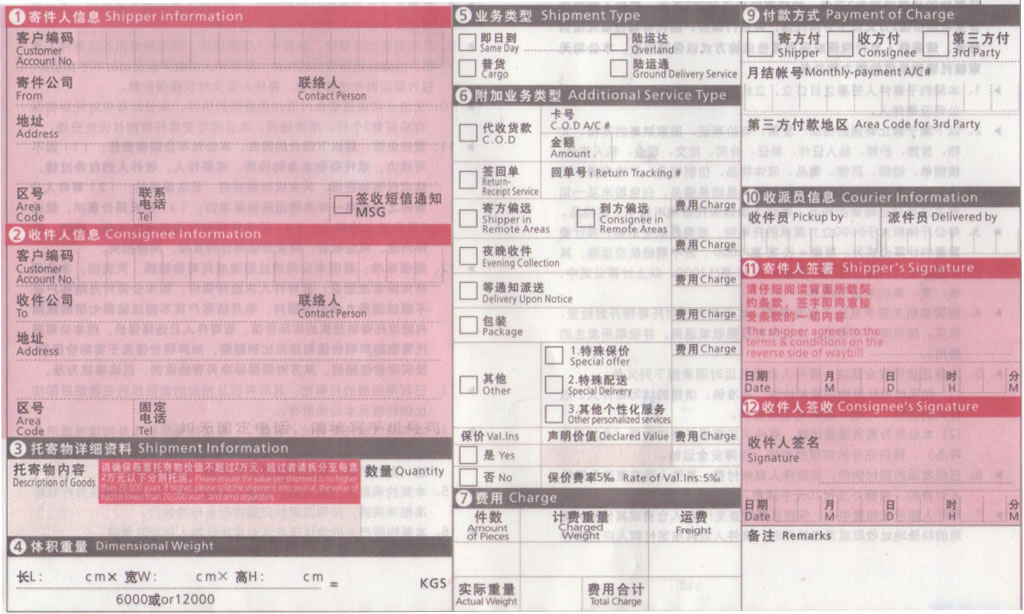 ① 寄件人信息 Shipper information
客户编码
Customer
Account No.
寄件公司
From
联络人
Contact Person
地址
Address
区号
Area
Code
联系
电话
Tel
签收短信通知
MSG
② 收件人信息 Consignee Information
客户编码
Customer
Account No.
收件公司
To
联络人
Contact Person
地址
Address
区号
Area
Code
固定
电话
Tel
如无固定电话，请填写手机号码
③ 托寄物详细资料 Shipment Information
托寄物内容
Description of Goods
请确保每票托寄物价值不超过2万元，超过者请拆分至每票
2万元以下分别托运。Please ensure the value per shipment is no higher
than 20,000 yuan. If higher, please split the shipment into several, the value of
each is lower than 20,000 yuan, and send separately.
数量 Quantity
④ 体积重量 Dimensional Weight
长L: cm× 宽W: cm× 高H: cm = KGS
6000或or12000
⑤ 业务类型 Shipment Type
即日到
Same Day
陆运达
Overland
普货
Cargo
陆运通
Ground Delivery Service
⑥ 附加业务类型 Additional Service Type
代收货款
C.O.D
卡号
C.O.D A/C #
金额
Amount
签回单
Return-
Receipt Service
回单号: Return Tracking #
寄方偏远
Shipper in
Remote Areas
到方偏远
Consignee in
Remote Areas
费用 Charge
夜晚收件
Evening Collection
费用 Charge
等通知派送
Delivery Upon Notice
费用 Charge
包装
Package
费用 Charge
其他
Other
1.特殊保价
Special offer
2.特殊配送
Special Delivery
3.其他个性化服务
Other personalized services
费用 Charge
保价 Val.Ins
声明价值 Declared Value
费用 Charge
是 Yes
否 No
保价费率5‰ Rate of Val.Ins:5‰
⑦ 费用 Charge
件数
Amount
of Pieces
计费重量
Charged
Weight
运费
Freight
实际重量
Actual Weight
费用合计
Total Charge
⑨ 付款方式 Payment of Charge
寄方付
Shipper
收方付
Consignee
第三方付
3rd Party
月结帐号Monthly-payment A/C#
第三方付款地区 Area Code for 3rd Party
⑩ 收派员信息 Courier Information
收件员 Pickup by
派件员 Delivered by
⑪ 寄件人签署 Shipper's Signature
请仔细阅读背面所载契
约条款，签字即同意接
受条款的一切内容
The shipper agrees to the
terms & conditions on the
reverse side of waybill
日期
Date
月
M
日
D
时
H
分
M
⑫ 收件人签收 Consignee's Signature
收件人签名
Signature
日期
Date
月
M
日
D
时
H
分
M
备注 Remarks